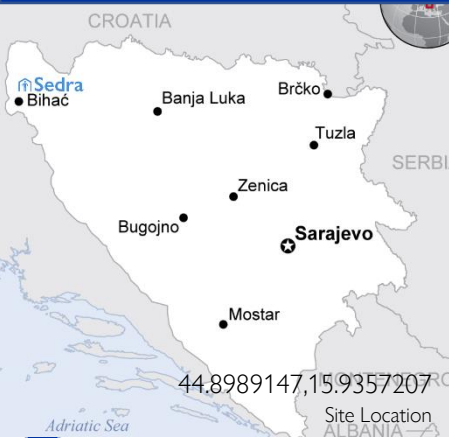 CROATIA
Sedra
Bihać
Banja Luka
Brčko
Tuzla
SERBI
Zenica
Bugojno
Sarajevo
Mostar
44.8989147,15.9357207
MONTENEGRO
Site Location
Adriatic Sea
ALBANIA